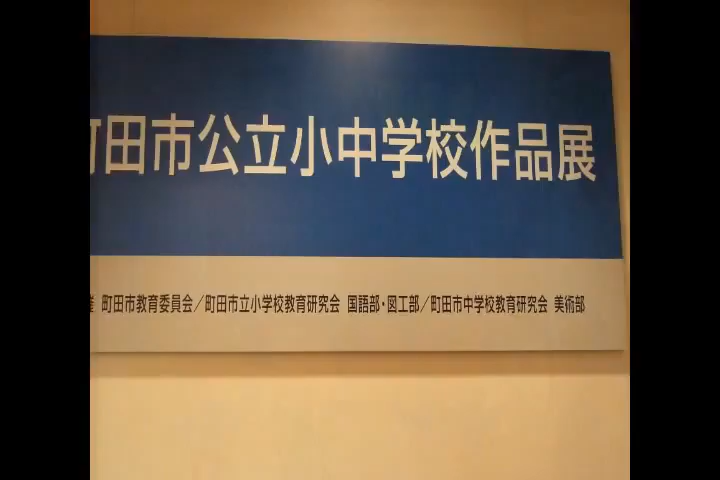 町田市公立小中学校作品展
催 町田市教育委員会／町田市立小学校教育研究会 国語部・図工部／町田市中学校教育研究会 美術部